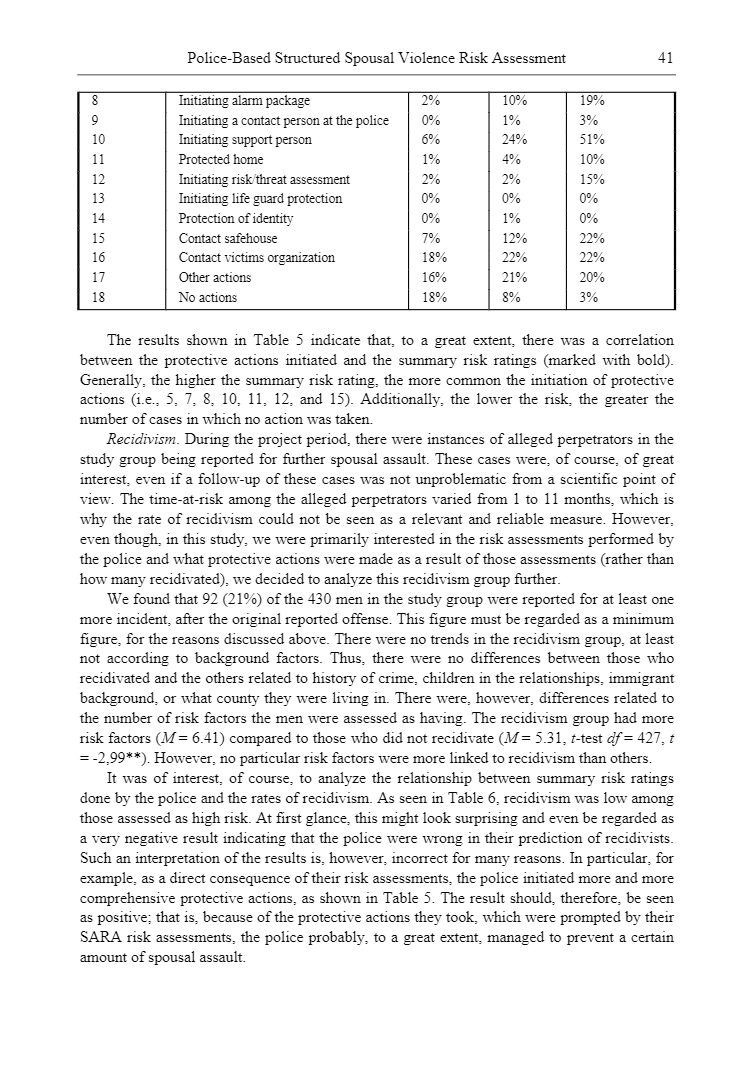 Police-Based Structured Spousal Violence Risk Assessment 41
8 Initiating alarm package 2% 10% 19%
9 Initiating a contact person at the police 0% 1% 3%
10 Initiating support person 6% 24% 51%
11 Protected home 1% 4% 10%
12 Initiating risk/threat assessment 2% 2% 15%
13 Initiating life guard protection 0% 0% 0%
14 Protection of identity 0% 1% 0%
15 Contact safehouse 7% 12% 22%
16 Contact victims organization 18% 22% 22%
17 Other actions 16% 21% 20%
18 No actions 18% 8% 3%
The results shown in Table 5 indicate that, to a great extent, there was a correlation
between the protective actions initiated and the summary risk ratings (marked with bold).
Generally, the higher the summary risk rating, the more common the initiation of protective
actions (i.e., 5, 7, 8, 10, 11, 12, and 15). Additionally, the lower the risk, the greater the
number of cases in which no action was taken.
Recidivism. During the project period, there were instances of alleged perpetrators in the
study group being reported for further spousal assault. These cases were, of course, of great
interest, even if a follow-up of these cases was not unproblematic from a scientific point of
view. The time-at-risk among the alleged perpetrators varied from 1 to 11 months, which is
why the rate of recidivism could not be seen as a relevant and reliable measure. However,
even though, in this study, we were primarily interested in the risk assessments performed by
the police and what protective actions were made as a result of those assessments (rather than
how many recidivated), we decided to analyze this recidivism group further.
We found that 92 (21%) of the 430 men in the study group were reported for at least one
more incident, after the original reported offense. This figure must be regarded as a minimum
figure, for the reasons discussed above. There were no trends in the recidivism group, at least
not according to background factors. Thus, there were no differences between those who
recidivated and the others related to history of crime, children in the relationships, immigrant
background, or what county they were living in. There were, however, differences related to
the number of risk factors the men were assessed as having. The recidivism group had more
risk factors (M = 6.41) compared to those who did not recidivate (M = 5.31, t-test df = 427, t
= -2,99**). However, no particular risk factors were more linked to recidivism than others.
It was of interest, of course, to analyze the relationship between summary risk ratings
done by the police and the rates of recidivism. As seen in Table 6, recidivism was low among
those assessed as high risk. At first glance, this might look surprising and even be regarded as
a very negative result indicating that the police were wrong in their prediction of recidivists.
Such an interpretation of the results is, however, incorrect for many reasons. In particular, for
example, as a direct consequence of their risk assessments, the police initiated more and more
comprehensive protective actions, as shown in Table 5. The result should, therefore, be seen
as positive; that is, because of the protective actions they took, which were prompted by their
SARA risk assessments, the police probably, to a great extent, managed to prevent a certain
amount of spousal assault.